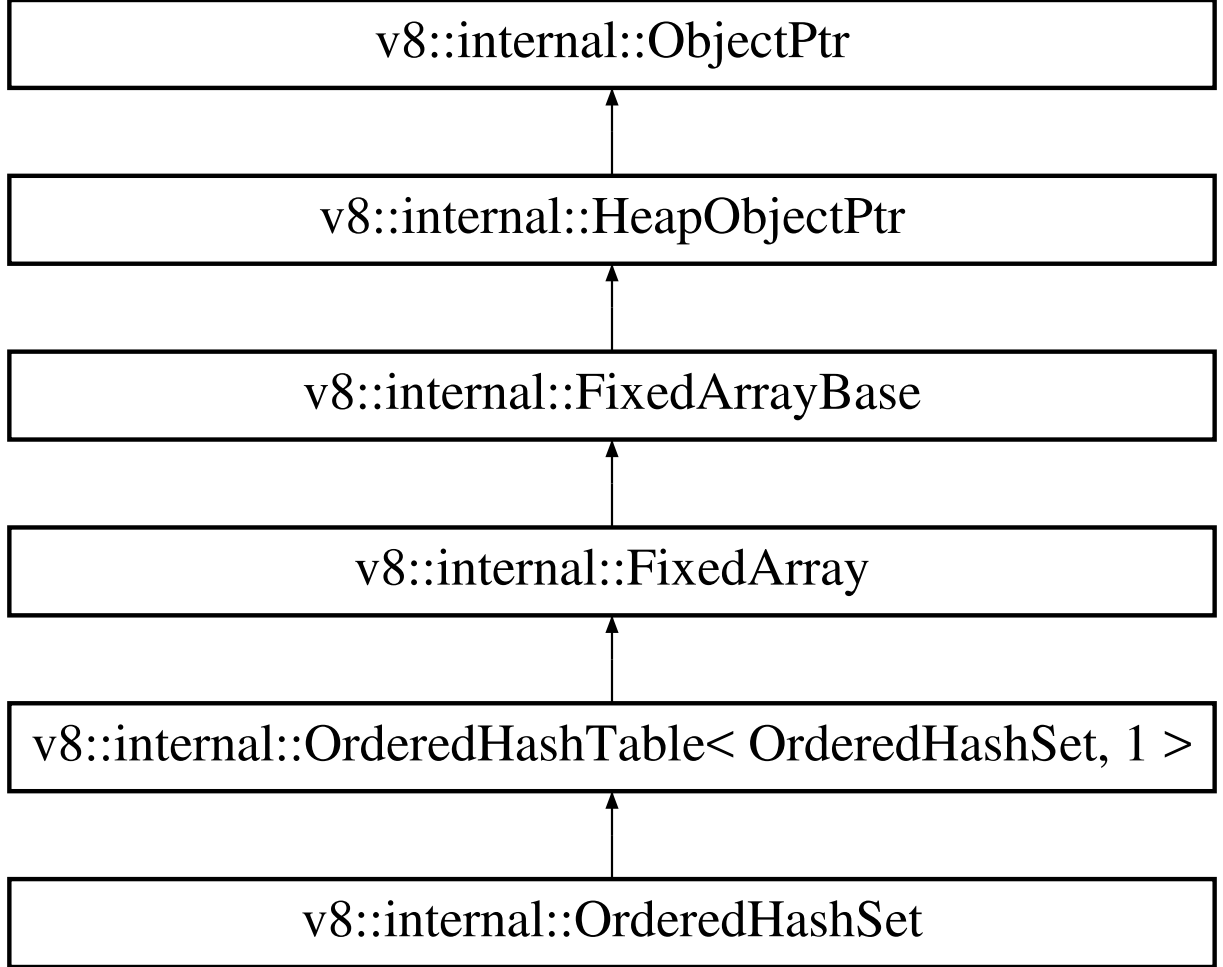 v8::internal::ObjectPtr
v8::internal::HeapObjectPtr
v8::internal::FixedArrayBase
v8::internal::FixedArray
v8::internal::OrderedHashTable< OrderedHashSet, 1 >
v8::internal::OrderedHashSet